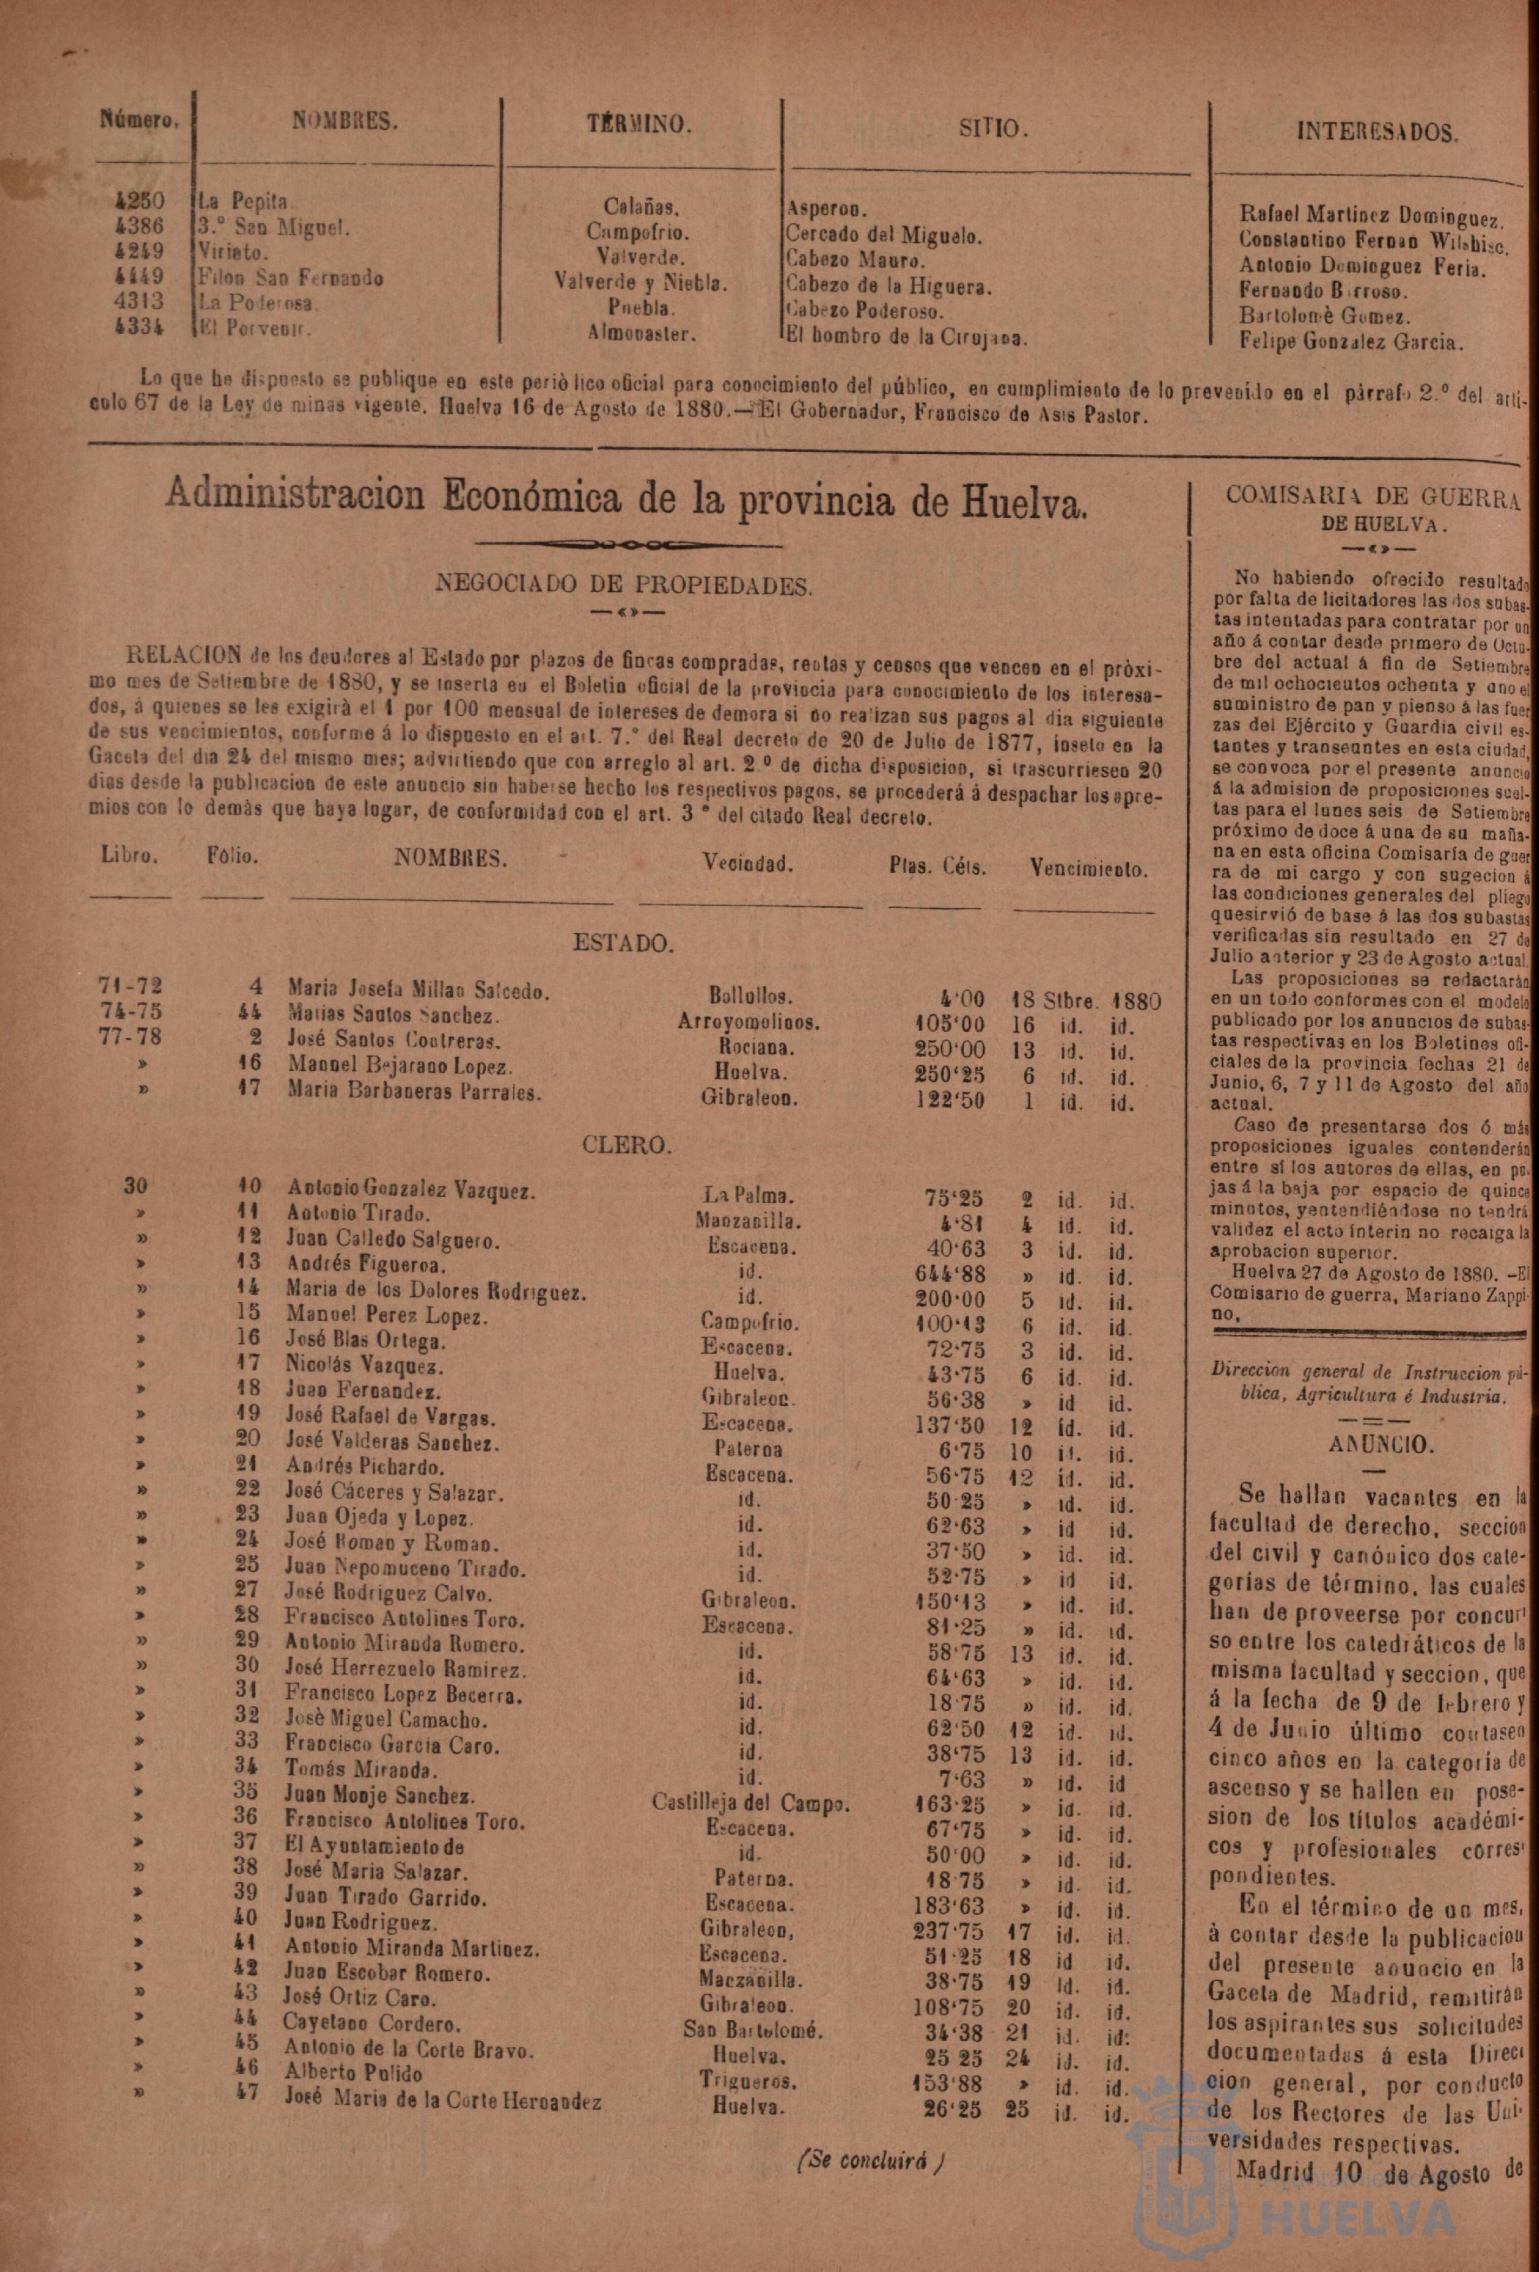 Número. NOMBRES. TÉRMINO. SITIO. INTERESADOS.
4250 La Pepita. Calañas. Asperon. Rafael Martinez Dominguez.
4386 3.º San Miguel. Campofrio. Cercado del Miguelo. Constantino Fernan Wilshisc.
4249 Viriato. Valverde. Cabezo Mauro. Antonio Dominguez Feria.
4449 Filon San Fernando Valverde y Niebla. Cabezo de la Higuera. Fernando Barroso.
4313 La Poderosa. Puebla. Cabezo Poderoso. Bartolomè Gomez.
4334 El Porvenir. Almonaster. El hombro de la Cirujana. Felipe Gonzalez Garcia.
Lo que he dispuesto se publique en este periòdico oficial para conocimiento del público, en cumplimiento de lo prevenido en el pàrrafo 2.º del arti-
culo 67 de la Ley de minas vigente. Huelva 16 de Agosto de 1880.—El Gobernador, Francisco de Asis Pastor.
Administracion Económica de la provincia de Huelva.
NEGOCIADO DE PROPIEDADES.
RELACION de los deudores al Estado por plazos de fincas compradas, rentas y censos que vencen en el pròxi-
mo mes de Setiembre de 1880, y se inserta en el Boletin oficial de la provincia para conocimiento de los interesa-
dos, á quienes se les exigirà el 1 por 100 mensual de intereses de demora si no realizan sus pagos al dia siguiente
de sus vencimientos, conforme á lo dispuesto en el art. 7.º del Real decreto de 20 de Julio de 1877, inseto en la
Gaceta del dia 24 del mismo mes; advirtiendo que con arreglo al art. 2.º de dicha disposicion, si trascurriesen 20
dias desde la publicacion de este anuncio sin haberse hecho los respectivos pagos, se procederá à despachar los apre-
mios con lo demàs que haya lugar, de conformidad con el art. 3º del citado Real decreto.
Libro. Fólio. NOMBRES. Vecindad. Ptas. Céts. Vencimiento.
ESTADO.
71-72 4 Maria Josefa Millan Salcedo. Bollullos. 4‘00 18 Stbre. 1880
74-75 44 Matias Santos Sanchez. Arroyomolinos. 105‘00 16 id. id.
77-78 2 José Santos Contreras. Rociana. 250‘00 13 id. id.
» 16 Manuel Bejarano Lopez. Huelva. 250‘25 6 id. id.
» 17 Maria Barbaneras Parrales. Gibraleon. 122‘50 1 id. id.
CLERO.
30 10 Antonio Gonzalez Vazquez. La Palma. 75‘25 2 id. id.
» 11 Antonio Tirado. Manzanilla. 4‘81 4 id. id.
» 12 Juan Calledo Salguero. Escacena. 40‘63 3 id. id.
» 13 Andrés Figueroa. id. 644‘88 » id. id.
» 14 Maria de los Dolores Rodriguez. id. 200‘00 5 id. id.
» 15 Manuel Perez Lopez. Campofrio. 100‘13 6 id. id.
» 16 José Blas Ortega. Escacena. 72‘75 3 id. id.
» 17 Nicolás Vazquez. Huelva. 43‘75 6 id. id.
» 18 Juan Fernandez. Gibraleon. 56‘38 » id id.
» 19 José Rafael de Vargas. Escacena. 137‘50 12 id. id.
» 20 José Valderas Sanchez. Paterna 6‘75 10 id. id.
» 21 Andrés Pichardo. Escacena. 56‘75 12 id. id.
» 22 José Cáceres y Salazar. id. 50‘25 » id. id.
» 23 Juan Ojeda y Lopez. id. 62‘63 » id id.
» 24 José Roman y Roman. id. 37‘50 » id. id.
» 25 Juan Nepomuceno Tirado. id. 52‘75 » id id.
» 27 José Rodriguez Calvo. Gibraleon. 150‘13 » id. id.
» 28 Francisco Antolines Toro. Escacena. 81‘25 » id. id.
» 29 Antonio Miranda Romero. id. 58‘75 13 id. id.
» 30 José Herrezuelo Ramirez. id. 64‘63 » id. id.
» 31 Francisco Lopez Becerra. id. 18‘75 » id. id.
» 32 Josè Miguel Camacho. id. 62‘50 12 id. id.
» 33 Francisco Garcia Caro. id. 38‘75 13 id. id.
» 34 Tomás Miranda. id. 7‘63 » id. id
» 35 Juan Monje Sanchez. Castilleja del Campo. 163‘25 » id. id.
» 36 Francisco Antolines Toro. Escacena. 67‘75 » id. id.
» 37 El Ayuntamiento de id. 50‘00 » id. id.
» 38 José Maria Salazar. Paterna. 18‘75 » id. id.
» 39 Juan Tirado Garrido. Escacena. 183‘63 » id. id.
» 40 Juan Rodriguez. Gibraleon, 237‘75 17 id. id.
» 41 Antonio Miranda Martinez. Escacena. 51‘25 18 id id.
» 42 Juan Escobar Romero. Manzanilla. 38‘75 19 id. id.
» 43 José Ortiz Caro. Gibraleon. 108‘75 20 id. id.
» 44 Cayetano Cordero. San Bartolomé. 34‘38 21 id. id:
» 45 Antonio de la Corte Bravo. Huelva. 25 25 24 id. id.
» 46 Alberto Pulido Trigueros. 153‘88 » id. id.
» 47 José Maria de la Corte Hernandez Huelva. 26‘25 25 id. id.
(Se concluirá )
COMISARIA DE GUERRA
DE HUELVA.
No habiendo ofrecido resultado
por falta de licitadores las dos subas-
tas intentadas para contratar por un
año á contar desde primero de Octu-
bre del actual á fin de Setiembre
de mil ochocientos ochenta y uno el
suministro de pan y pienso á las fuer
zas del Ejército y Guardia civil es-
tantes y transeuntes en esta ciudad,
se convoca por el presente anuncio
á la admision de proposiciones suel-
tas para el lunes seis de Setiembre
próximo de doce á una de su maña-
na en esta oficina Comisaría de guer
ra de mi cargo y con sugecion á
las condiciones generales del pliego
quesirvió de base á las dos subastas
verificadas sin resultado en 27 de
Julio anterior y 23 de Agosto actual.
Las proposiciones se redactarán
en un todo conformes con el modelo
publicado por los anuncios de subas-
tas respectivas en los Boletines ofi-
ciales de la provincia fechas 21 de
Junio, 6, 7 y 11 de Agosto del año
actual.
Caso de presentarse dos ó más
proposiciones iguales contenderán
entre sí los autores de ellas, en pu-
jas á la baja por espacio de quince
minutos, yentendiéndose no tendrá
validez el acto ínterin no recaiga la
aprobacion superior.
Huelva 27 de Agosto de 1880. —El
Comisario de guerra, Mariano Zappi-
no.
Direccion general de Instruccion pú-
blica, Agricultura é Industria.
ANUNCIO.
Se hallan vacantes en la
facultad de derecho, seccion
del civil y canónico dos cate-
gorías de término, las cuales
han de proveerse por concur
so entre los catedráticos de la
misma facultad y seccion, que
á la fecha de 9 de febrero y
4 de Junio último contasen
cinco años en la categoría de
ascenso y se hallen en pose-
sion de los títulos académi-
cos y profesionales corres
pondientes.
En el término de un mes,
à contar desde la publicacion
del presente anuncio en la
Gaceta de Madrid, remitirán
los aspirantes sus solicitudes
documentadas á esta Direc
cion general, por conducto
de los Rectores de las Uni-
versidades respectivas.
Madrid 10 de Agosto de
HUELVA